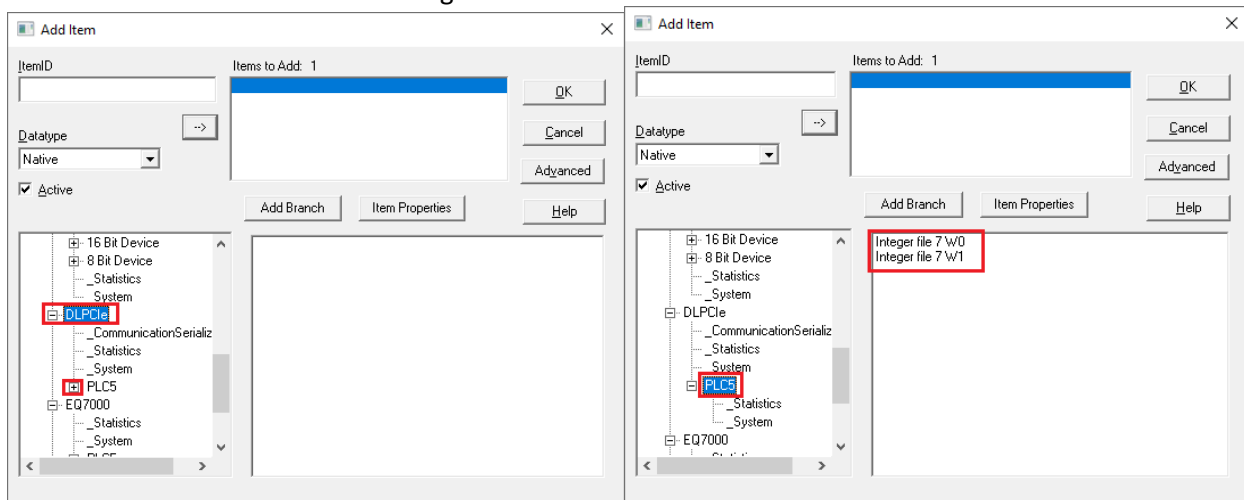 g
Add Item
ItemID
Items to Add: 1
OK
-->
Datatype
Cancel
Native
Advanced
Active
Add Branch
Item Properties
Help
16 Bit Device
8 Bit Device
_Statistics
_System
DLPCIe
_CommunicationSerializ
_Statistics
_System
PLC5
EQ7000
_Statistics
_System
Add Item
ItemID
Items to Add: 1
OK
-->
Datatype
Cancel
Native
Advanced
Active
Add Branch
Item Properties
Help
16 Bit Device
8 Bit Device
_Statistics
_System
DLPCIe
_CommunicationSerializ
_Statistics
_System
PLC5
_Statistics
_System
EQ7000
Integer file 7 W0
Integer file 7 W1